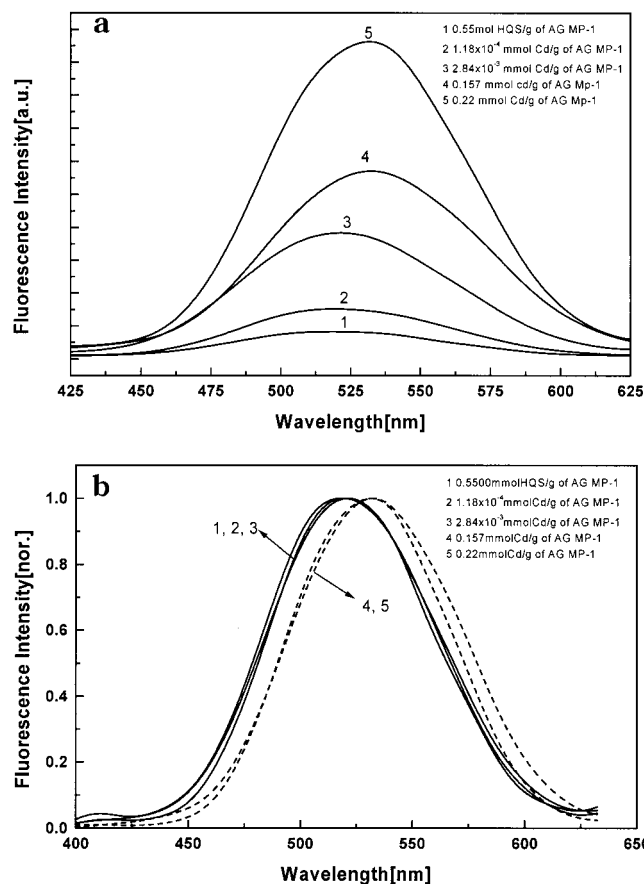 a
1 0.55mol HQS/g of AG MP-1
2 1.18x10⁻⁴ mmol Cd/g of AG MP-1
3 2.84x10⁻³ mmol Cd/g of AG MP-1
4 0.157 mmol cd/g of AG Mp-1
5 0.22 mmol Cd/g of AG Mp-1
5
4
3
2
1
Fluorescence Intensity[a.u.]
425 450 475 500 525 550 575 600 625
Wavelength[nm]
b
1 0.5500mmolHQS/g of AG MP-1
2 1.18x10⁻⁴mmolCd/g of AG MP-1
3 2.84x10⁻³mmolCd/g of AG MP-1
4 0.157mmolCd/g of AG MP-1
5 0.22mmolCd/g of AG MP-1
1.0
0.8
0.6
0.4
0.2
0.0
1, 2, 3
4, 5
Fluorescence Intensity[nor.]
400 450 500 550 600 650
Wavelength[nm]